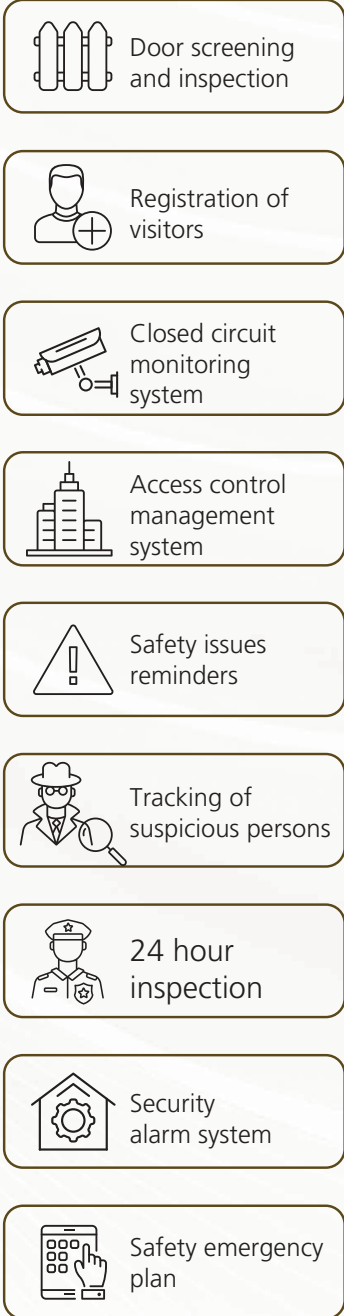 Door screening
and inspection
Registration of
visitors
Closed circuit
monitoring
system
Access control
management
system
Safety issues
reminders
Tracking of
suspicious persons
24 hour
inspection
Security
alarm system
Safety emergency
plan